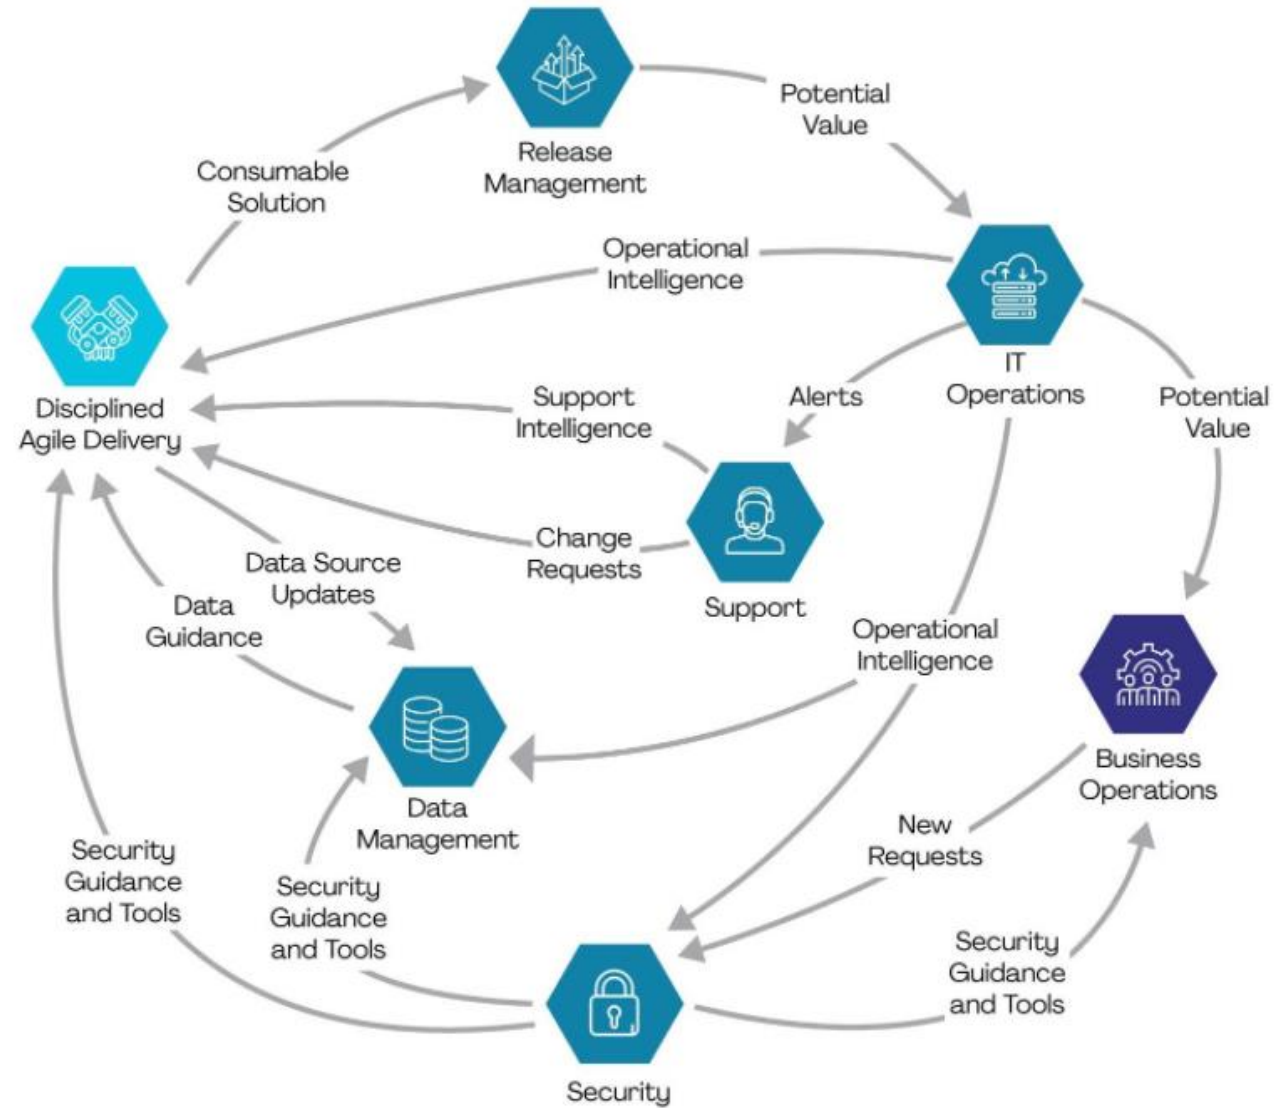 Release
Management
Potential
Value
Consumable
Solution
Operational
Intelligence
IT
Operations
Disciplined
Agile Delivery
Support
Intelligence
Alerts
Potential
Value
Change
Requests
Support
Data Source
Updates
Data
Guidance
Operational
Intelligence
Business
Operations
Data
Management
New
Requests
Security
Guidance
and Tools
Security
Guidance
and Tools
Security
Guidance
and Tools
Security